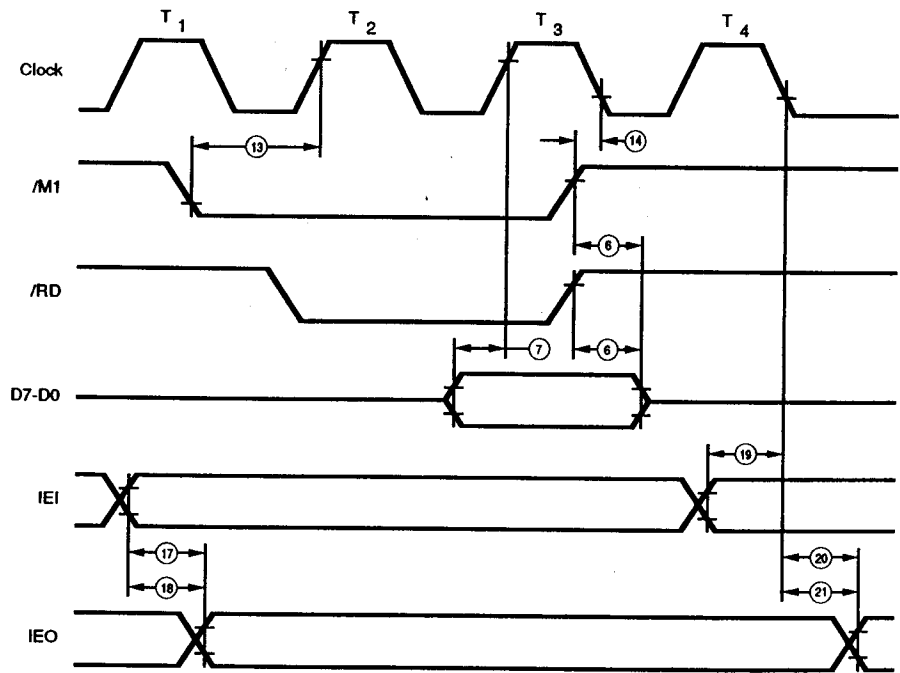 T 1 T 2 T 3 T 4
Clock
13 14
/M1
6
/RD
7 6
D7-D0
19
IEI
17 20
18 21
IEO